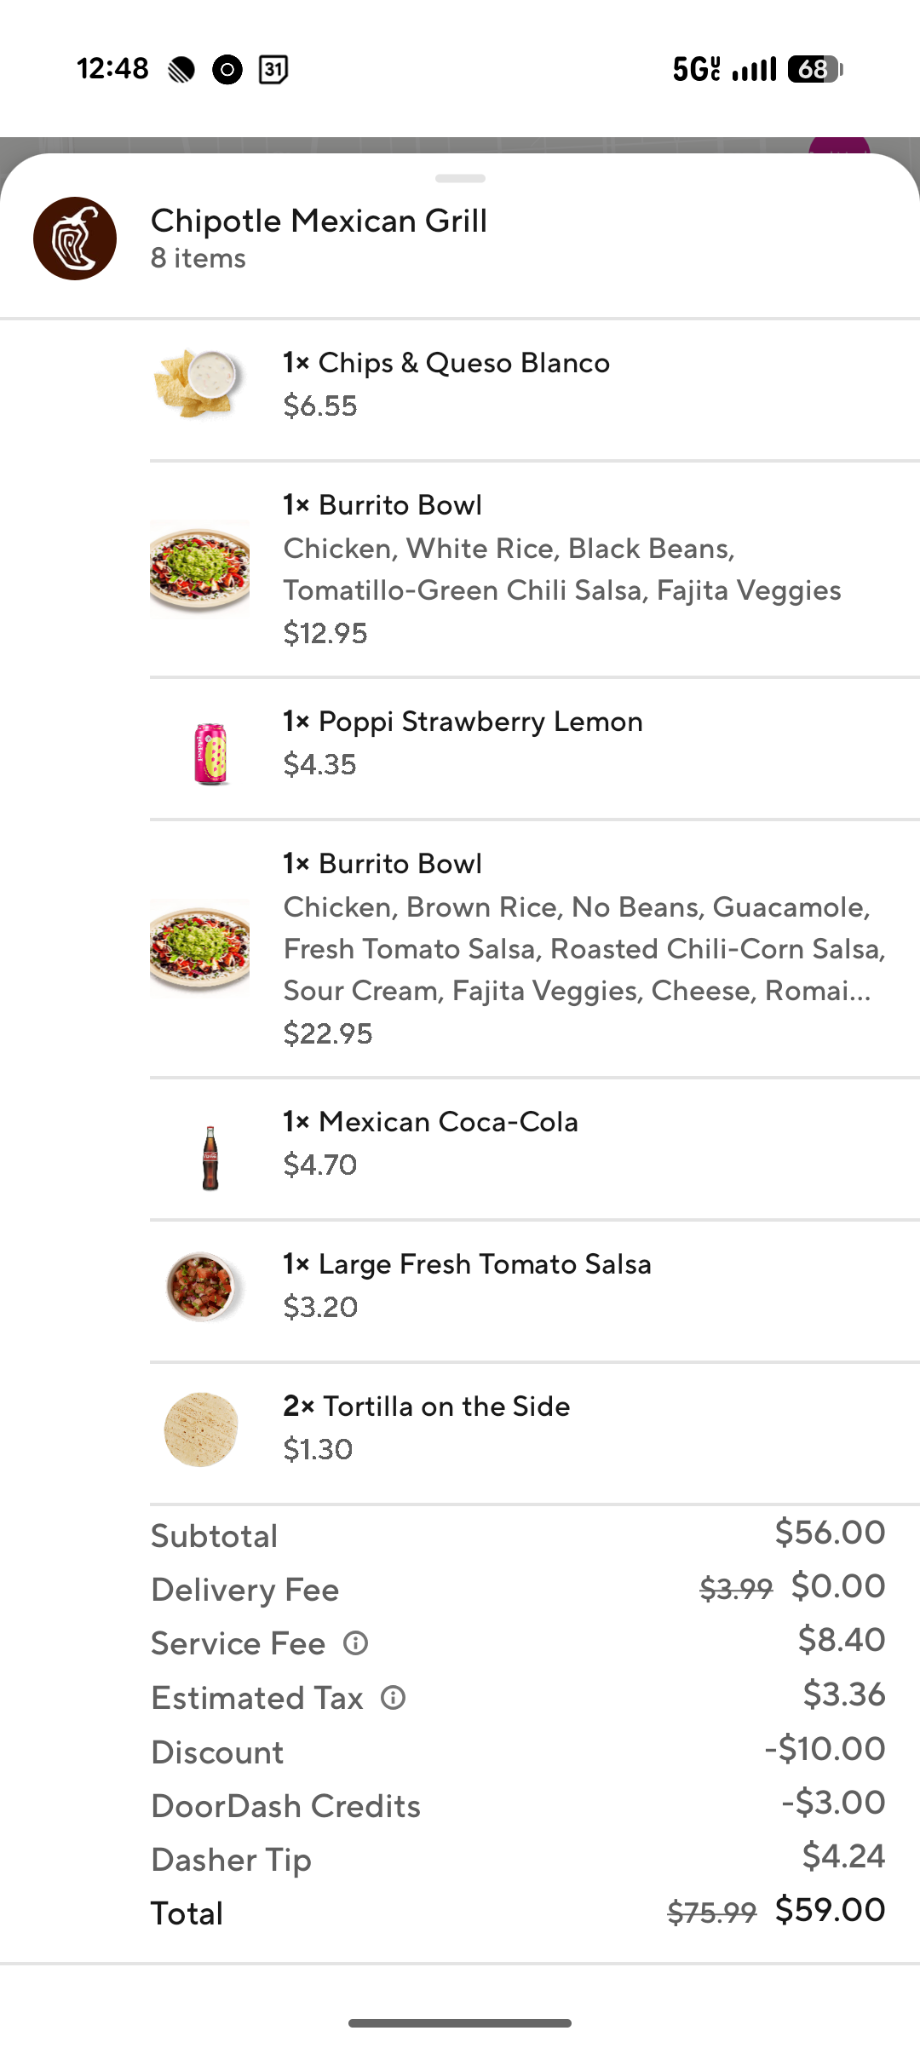 12:48 31 5G 68
Chipotle Mexican Grill
8 items
1× Chips & Queso Blanco
$6.55
1× Burrito Bowl
Chicken, White Rice, Black Beans,
Tomatillo-Green Chili Salsa, Fajita Veggies
$12.95
1× Poppi Strawberry Lemon
$4.35
1× Burrito Bowl
Chicken, Brown Rice, No Beans, Guacamole,
Fresh Tomato Salsa, Roasted Chili-Corn Salsa,
Sour Cream, Fajita Veggies, Cheese, Romai...
$22.95
1× Mexican Coca-Cola
$4.70
1× Large Fresh Tomato Salsa
$3.20
2× Tortilla on the Side
$1.30
Subtotal $56.00
Delivery Fee $3.99 $0.00
Service Fee $8.40
Estimated Tax $3.36
Discount -$10.00
DoorDash Credits -$3.00
Dasher Tip $4.24
Total $75.99 $59.00